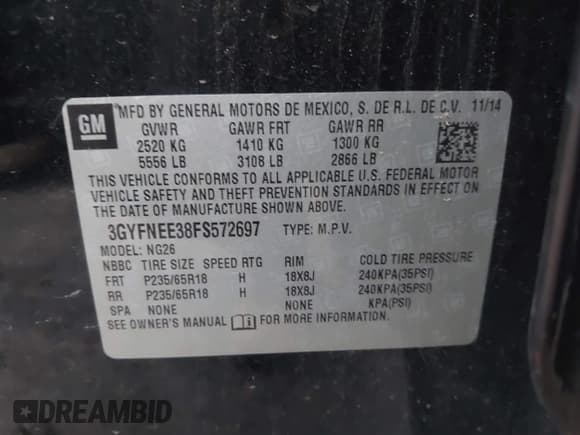 GM
MFD BY GENERAL MOTORS DE MEXICO, S. DE R.L. DE C.V. 11/14
GVWR GAWR FRT GAWR RR
2520 KG 1410 KG 1300 KG
5556 LB 3108 LB 2866 LB
THIS VEHICLE CONFORMS TO ALL APPLICABLE U.S. FEDERAL MOTOR
VEHICLE SAFETY AND THEFT PREVENTION STANDARDS IN EFFECT ON
THE DATE OF MANUFACTURE SHOWN ABOVE.
3GYFNEE38FS572697 TYPE: M.P.V.
MODEL: NG26
NBBC TIRE SIZE SPEED RTG RIM COLD TIRE PRESSURE
FRT P235/65R18 H 18X8J 240KPA(35PSI)
RR P235/65R18 H 18X8J 240KPA(35PSI)
SPA NONE NONE KPA(PSI)
SEE OWNER'S MANUAL FOR MORE INFORMATION.
DREAMBID